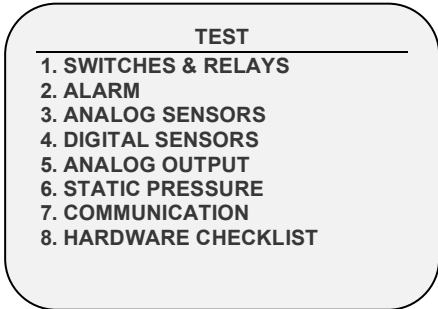 TEST
1. SWITCHES & RELAYS
2. ALARM
3. ANALOG SENSORS
4. DIGITAL SENSORS
5. ANALOG OUTPUT
6. STATIC PRESSURE
7. COMMUNICATION
8. HARDWARE CHECKLIST